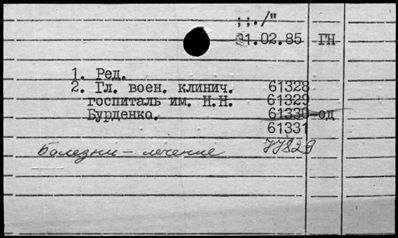 ;;./"
01.02.85 ГН
1. Ред.
2. Гл. воен. клинич. 61328
госпиталь им. Н.Н. 61329
Бурденко. 61330-од
61331
Болезни – лечение 77829